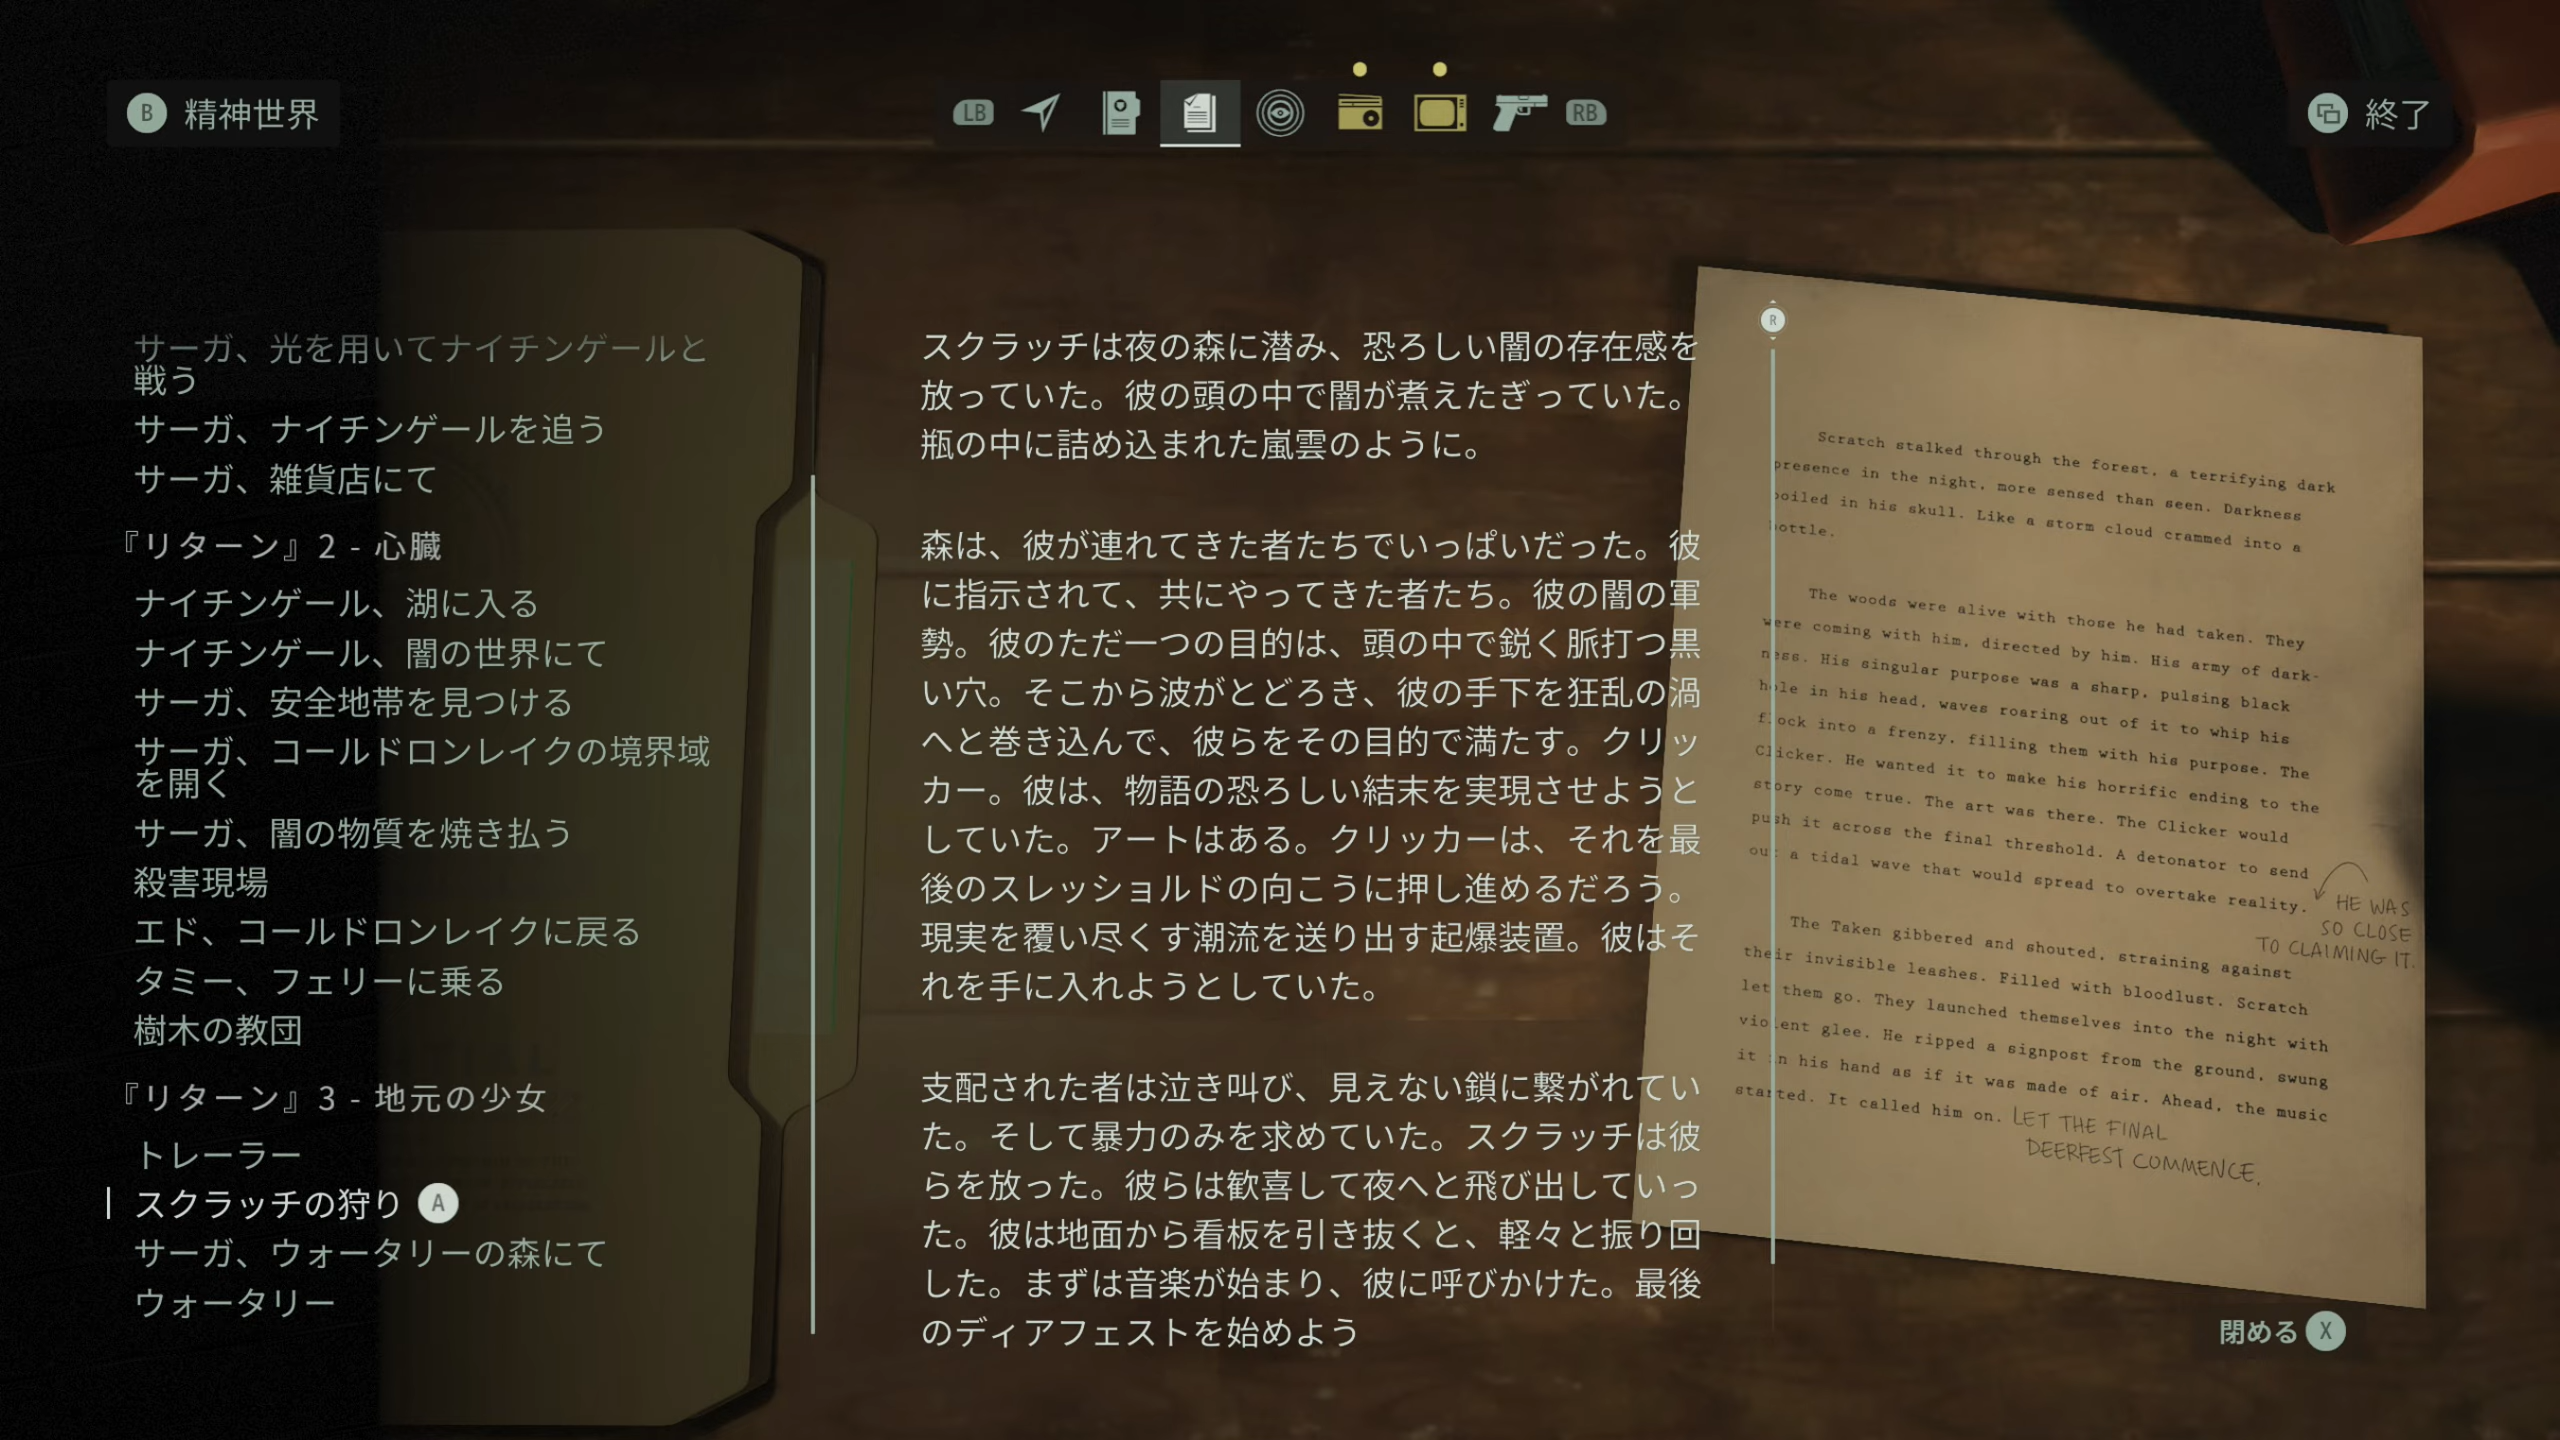 B 精神世界
LB
RB
終了
サーガ、光を用いてナイチンゲールと
戦う
サーガ、ナイチンゲールを追う
サーガ、雑貨店にて
『リターン』2 - 心臓
ナイチンゲール、湖に入る
ナイチンゲール、闇の世界にて
サーガ、安全地帯を見つける
サーガ、コールドロンレイクの境界域
を開く
サーガ、闇の物質を焼き払う
殺害現場
エド、コールドロンレイクに戻る
タミー、フェリーに乗る
樹木の教団
『リターン』3 - 地元の少女
トレーラー
スクラッチの狩り A
サーガ、ウォータリーの森にて
ウォータリー
スクラッチは夜の森に潜み、恐ろしい闇の存在感を
放っていた。彼の頭の中で闇が煮えたぎっていた。
瓶の中に詰め込まれた嵐雲のように。
森は、彼が連れてきた者たちでいっぱいだった。彼
に指示されて、共にやってきた者たち。彼の闇の軍
勢。彼のただ一つの目的は、頭の中で鋭く脈打つ黒
い穴。そこから波がとどろき、彼の手下を狂乱の渦
へと巻き込んで、彼らをその目的で満たす。クリッ
カー。彼は、物語の恐ろしい結末を実現させようと
していた。アートはある。クリッカーは、それを最
後のスレッショルドの向こうに押し進めるだろう。
現実を覆い尽くす潮流を送り出す起爆装置。彼はそ
れを手に入れようとしていた。
支配された者は泣き叫び、見えない鎖に繋がれてい
た。そして暴力のみを求めていた。スクラッチは彼
らを放った。彼らは歓喜して夜へと飛び出していっ
た。彼は地面から看板を引き抜くと、軽々と振り回
した。まずは音楽が始まり、彼に呼びかけた。最後
のディアフェストを始めよう
R
Scratch stalked through the forest, a terrifying dark
presence in the night, more sensed than seen. Darkness
boiled in his skull. Like a storm cloud crammed into a
bottle.
The woods were alive with those he had taken. They
were coming with him, directed by him. His army of dark-
ness. His singular purpose was a sharp, pulsing black
hole in his head, waves roaring out of it to whip his
flock into a frenzy, filling them with his purpose. The
Clicker. He wanted it to make his horrific ending to the
story come true. The art was there. The Clicker would
push it across the final threshold. A detonator to send
out a tidal wave that would spread to overtake reality.
HE WAS
SO CLOSE
TO CLAIMING IT.
The Taken gibbered and shouted, straining against
their invisible leashes. Filled with bloodlust. Scratch
let them go. They launched themselves into the night with
violent glee. He ripped a signpost from the ground, swung
it in his hand as if it was made of air. Ahead, the music
started. It called him on. LET THE FINAL
DEERFEST COMMENCE.
閉める X